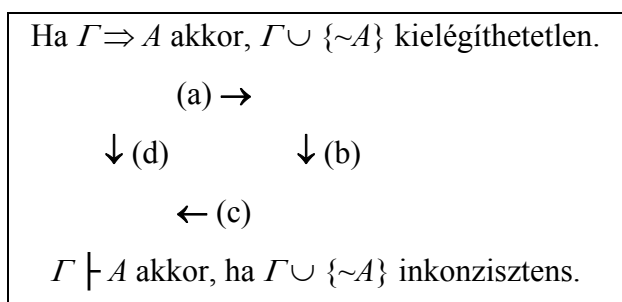 Ha Γ ⇒ A akkor, Γ ∪ {~A} kielégíthetetlen.
(a) →
↓ (d) ↓ (b)
← (c)
Γ ├ A akkor, ha Γ ∪ {~A} inkonzisztens.